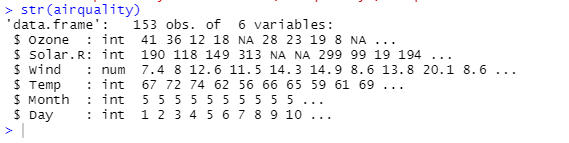 > str(airquality)
'data.frame':   153 obs. of  6 variables:
 $ Ozone  : int  41 36 12 18 NA 28 23 19 8 NA ...
 $ Solar.R: int  190 118 149 313 NA NA 299 99 19 194 ...
 $ Wind   : num  7.4 8 12.6 11.5 14.3 14.9 8.6 13.8 20.1 8.6 ...
 $ Temp   : int  67 72 74 62 56 66 65 59 61 69 ...
 $ Month  : int  5 5 5 5 5 5 5 5 5 5 ...
 $ Day    : int  1 2 3 4 5 6 7 8 9 10 ...
>